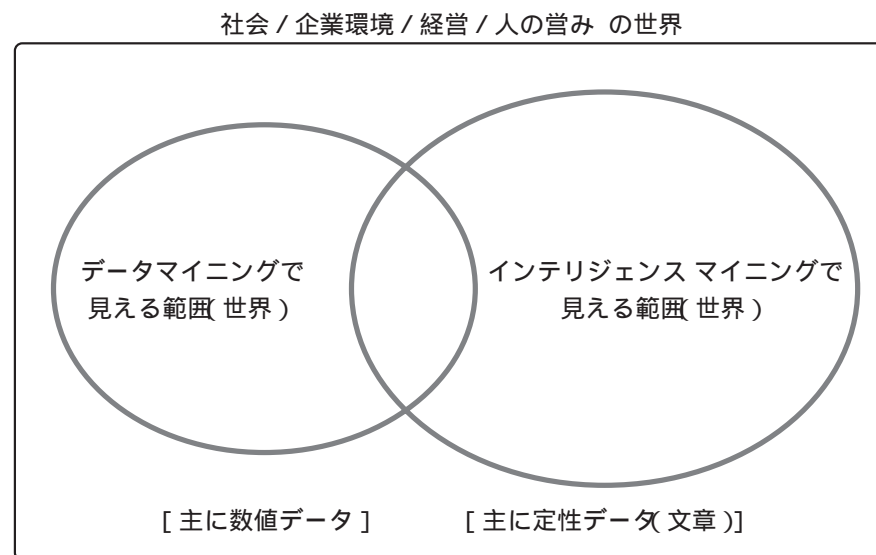 社会 / 企業環境 / 経営 / 人の営み の世界
データマイニングで
見える範囲( 世界 )
インテリジェンス マイニングで
見える範囲( 世界 )
[ 主に数値データ ]
[ 主に定性データ( 文章 )]